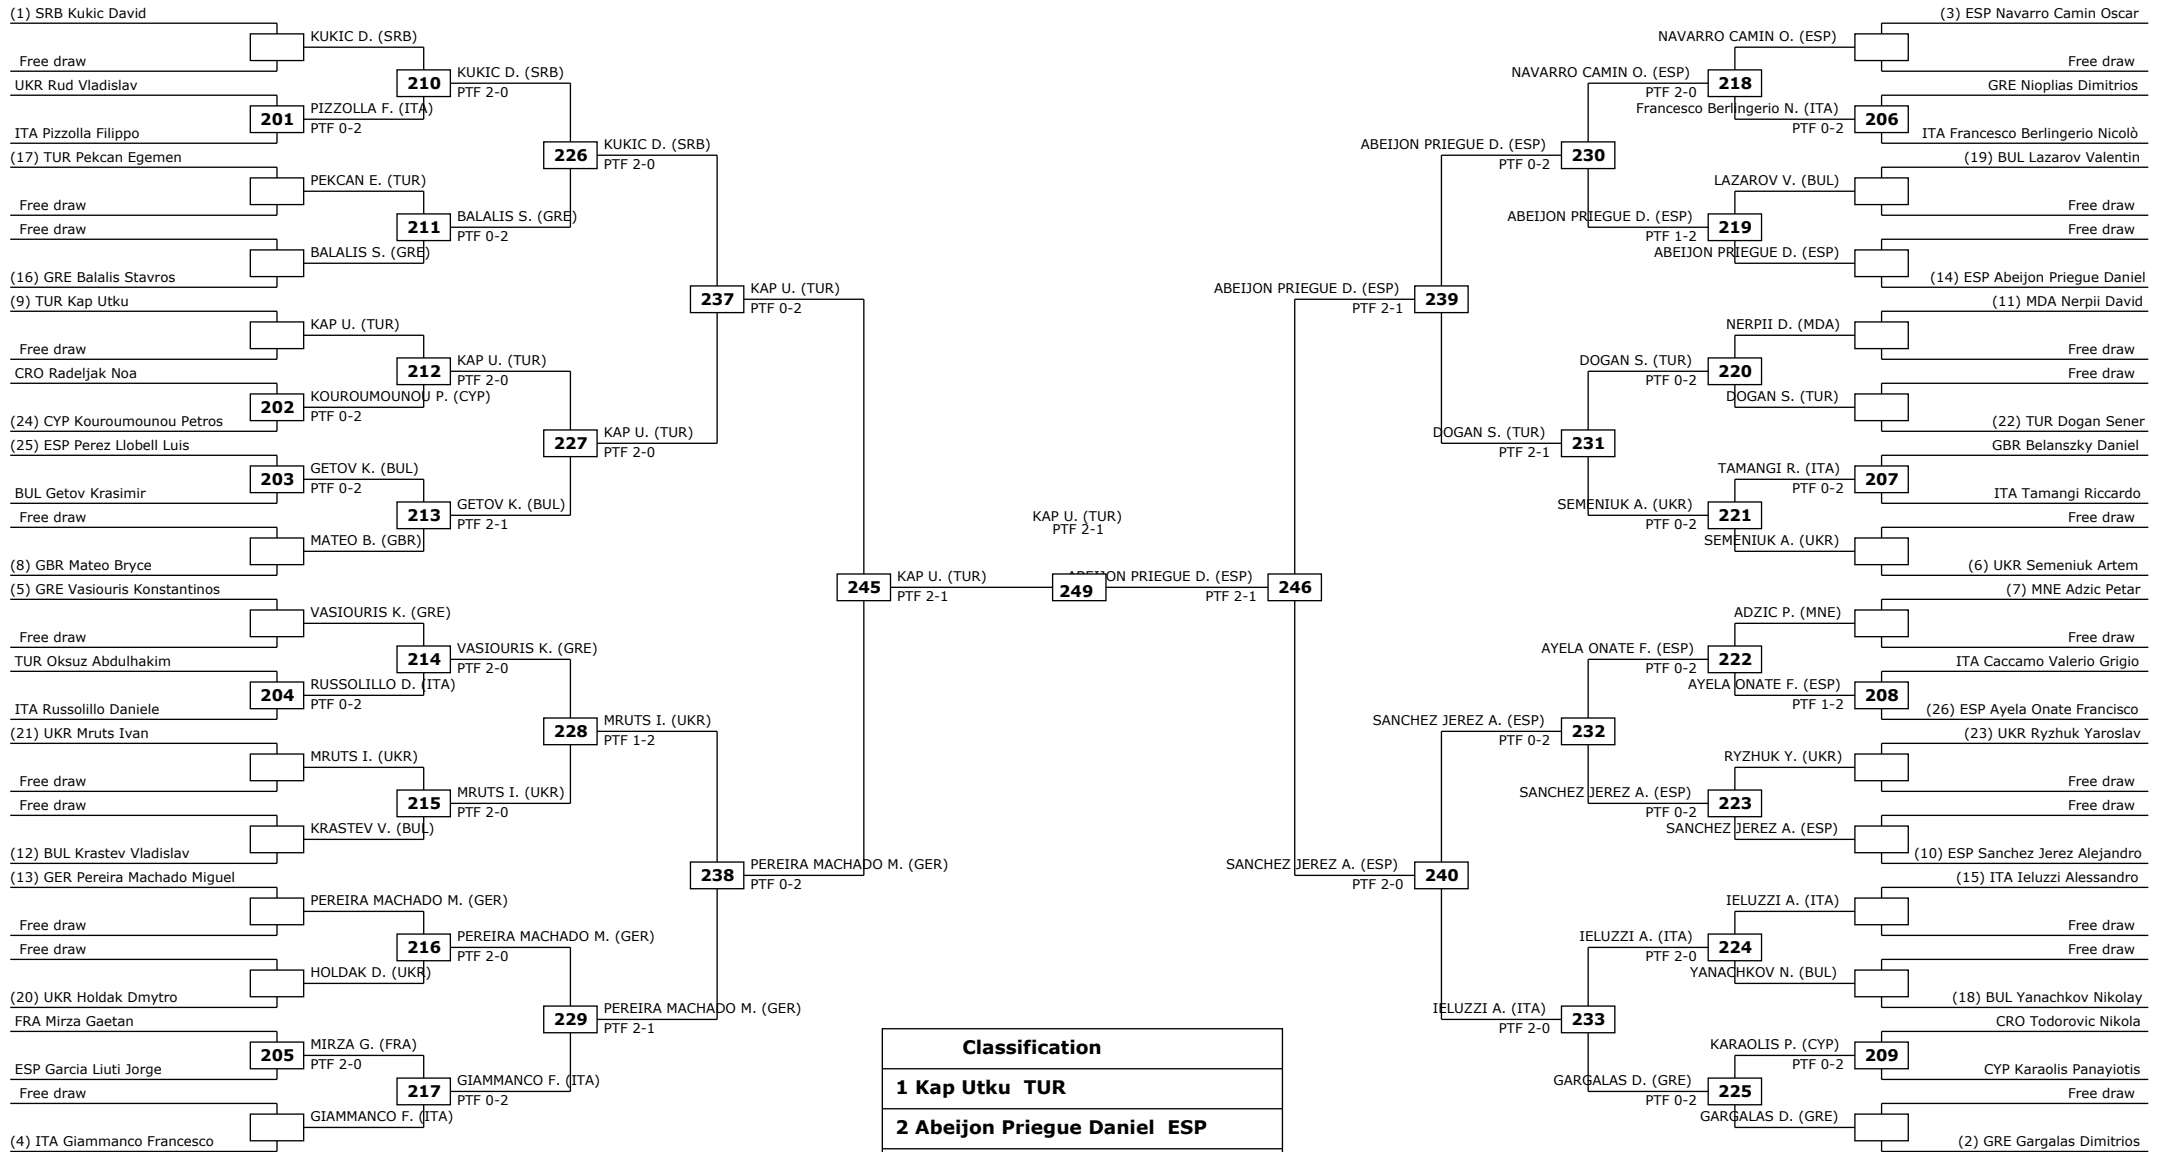 (1) SRB Kukic David
KUKIC D. (SRB)
Free draw
210
KUKIC D. (SRB)
PTF 2-0
UKR Rud Vladislav
201
PIZZOLLA F. (ITA)
PTF 0-2
ITA Pizzolla Filippo
226
KUKIC D. (SRB)
PTF 2-0
(17) TUR Pekcan Egemen
PEKCAN E. (TUR)
Free draw
211
BALALIS S. (GRE)
PTF 0-2
Free draw
BALALIS S. (GRE)
(16) GRE Balalis Stavros
237
KAP U. (TUR)
PTF 0-2
(9) TUR Kap Utku
KAP U. (TUR)
Free draw
212
KAP U. (TUR)
PTF 2-0
CRO Radeljak Noa
202
KOUROUMOUNOU P. (CYP)
PTF 0-2
(24) CYP Kouroumounou Petros
227
KAP U. (TUR)
PTF 2-0
(25) ESP Perez Llobell Luis
203
GETOV K. (BUL)
PTF 0-2
BUL Getov Krasimir
213
GETOV K. (BUL)
PTF 2-1
Free draw
MATEO B. (GBR)
(8) GBR Mateo Bryce
245
KAP U. (TUR)
PTF 2-1
(5) GRE Vasiouris Konstantinos
VASIOURIS K. (GRE)
Free draw
214
VASIOURIS K. (GRE)
PTF 2-0
TUR Oksuz Abdulhakim
204
RUSSOLILLO D. (ITA)
PTF 0-2
ITA Russolillo Daniele
228
MRUTS I. (UKR)
PTF 1-2
(21) UKR Mruts Ivan
MRUTS I. (UKR)
Free draw
215
MRUTS I. (UKR)
PTF 2-0
Free draw
KRASTEV V. (BUL)
(12) BUL Krastev Vladislav
238
PEREIRA MACHADO M. (GER)
PTF 0-2
(13) GER Pereira Machado Miguel
PEREIRA MACHADO M. (GER)
Free draw
216
PEREIRA MACHADO M. (GER)
PTF 2-0
Free draw
HOLDAK D. (UKR)
(20) UKR Holdak Dmytro
229
PEREIRA MACHADO M. (GER)
PTF 2-1
FRA Mirza Gaetan
205
MIRZA G. (FRA)
PTF 2-0
ESP Garcia Liuti Jorge
217
GIAMMANCO F. (ITA)
PTF 0-2
Free draw
GIAMMANCO F. (ITA)
(4) ITA Giammanco Francesco
KAP U. (TUR)
PTF 2-1
249
ABEIJON PRIEGUE D. (ESP)
PTF 2-1
246
(3) ESP Navarro Camin Oscar
NAVARRO CAMIN O. (ESP)
Free draw
NAVARRO CAMIN O. (ESP)
PTF 2-0
218
GRE Nioplias Dimitrios
Francesco Berlingerio N. (ITA)
PTF 0-2
206
ITA Francesco Berlingerio Nicolò
ABEIJON PRIEGUE D. (ESP)
PTF 0-2
230
(19) BUL Lazarov Valentin
LAZAROV V. (BUL)
Free draw
ABEIJON PRIEGUE D. (ESP)
PTF 1-2
219
Free draw
ABEIJON PRIEGUE D. (ESP)
(14) ESP Abeijon Priegue Daniel
ABEIJON PRIEGUE D. (ESP)
PTF 2-1
239
(11) MDA Nerpii David
NERPII D. (MDA)
Free draw
DOGAN S. (TUR)
PTF 0-2
220
Free draw
DOGAN S. (TUR)
(22) TUR Dogan Sener
DOGAN S. (TUR)
PTF 2-1
231
GBR Belanszky Daniel
TAMANGI R. (ITA)
PTF 0-2
207
ITA Tamangi Riccardo
SEMENIUK A. (UKR)
PTF 0-2
221
Free draw
SEMENIUK A. (UKR)
(6) UKR Semeniuk Artem
(7) MNE Adzic Petar
ADZIC P. (MNE)
Free draw
AYELA ONATE F. (ESP)
PTF 0-2
222
ITA Caccamo Valerio Grigio
AYELA ONATE F. (ESP)
PTF 1-2
208
(26) ESP Ayela Onate Francisco
SANCHEZ JEREZ A. (ESP)
PTF 0-2
232
(23) UKR Ryzhuk Yaroslav
RYZHUK Y. (UKR)
Free draw
SANCHEZ JEREZ A. (ESP)
PTF 0-2
223
Free draw
SANCHEZ JEREZ A. (ESP)
(10) ESP Sanchez Jerez Alejandro
SANCHEZ JEREZ A. (ESP)
PTF 2-0
240
(15) ITA Ieluzzi Alessandro
IELUZZI A. (ITA)
Free draw
IELUZZI A. (ITA)
PTF 2-0
224
Free draw
YANACHKOV N. (BUL)
(18) BUL Yanachkov Nikolay
IELUZZI A. (ITA)
PTF 2-0
233
CRO Todorovic Nikola
KARAOLIS P. (CYP)
PTF 0-2
209
CYP Karaolis Panayiotis
GARGALAS D. (GRE)
PTF 0-2
225
Free draw
GARGALAS D. (GRE)
(2) GRE Gargalas Dimitrios
Classification
1 Kap Utku TUR
2 Abeijon Priegue Daniel ESP